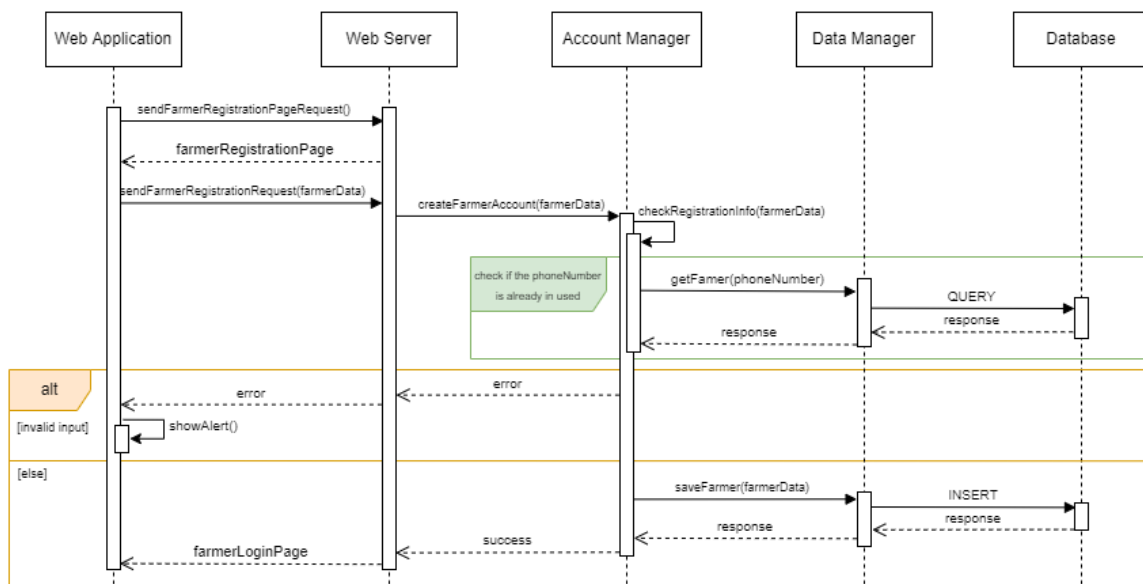 Web Application
Web Server
Account Manager
Data Manager
Database
sendFarmerRegistrationPageRequest()
farmerRegistrationPage
sendFarmerRegistrationRequest(farmerData)
createFarmerAccount(farmerData)
checkRegistrationInfo(farmerData)
check if the phoneNumber
is already in used
getFamer(phoneNumber)
QUERY
response
response
alt
error
error
[invalid input]
showAlert()
[else]
saveFarmer(farmerData)
INSERT
response
response
success
farmerLoginPage